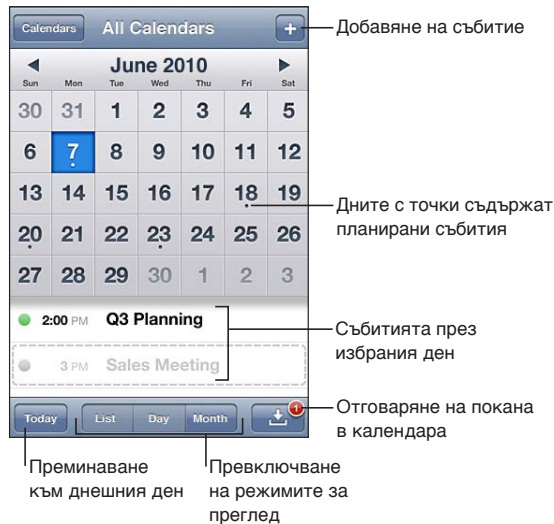 Calendars All Calendars +
Добавяне на събитие
June 2010
Sun Mon Tue Wed Thu Fri Sat
30 31 1 2 3 4 5
6 7 8 9 10 11 12
13 14 15 16 17 18 19
Дните с точки съдържат
планирани събития
20 21 22 23 24 25 26
27 28 29 30 1 2 3
2:00 PM Q3 Planning
Събитията през
избрания ден
3 PM Sales Meeting
Отговаряне на покана
в календара
Today List Day Month 1
Преминаване
към днешния ден
Превключване
на режимите за
преглед